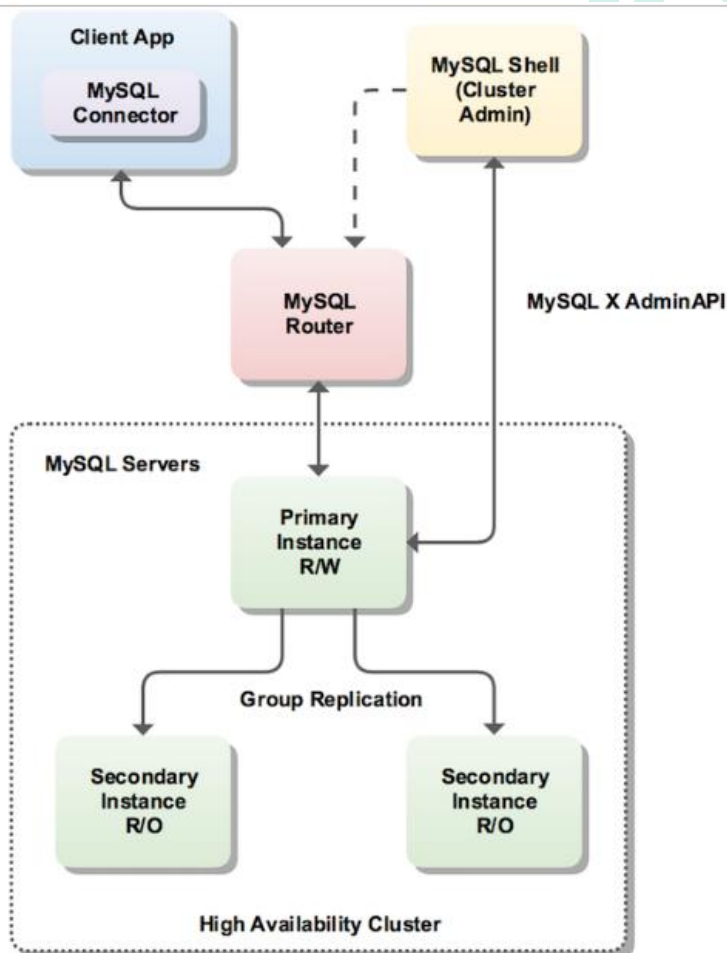 Client App
MySQL
Connector
MySQL Shell
(Cluster
Admin)
MySQL
Router
MySQL X AdminAPI
MySQL Servers
Primary
Instance
R/W
Group Replication
Secondary
Instance
R/O
Secondary
Instance
R/O
High Availability Cluster